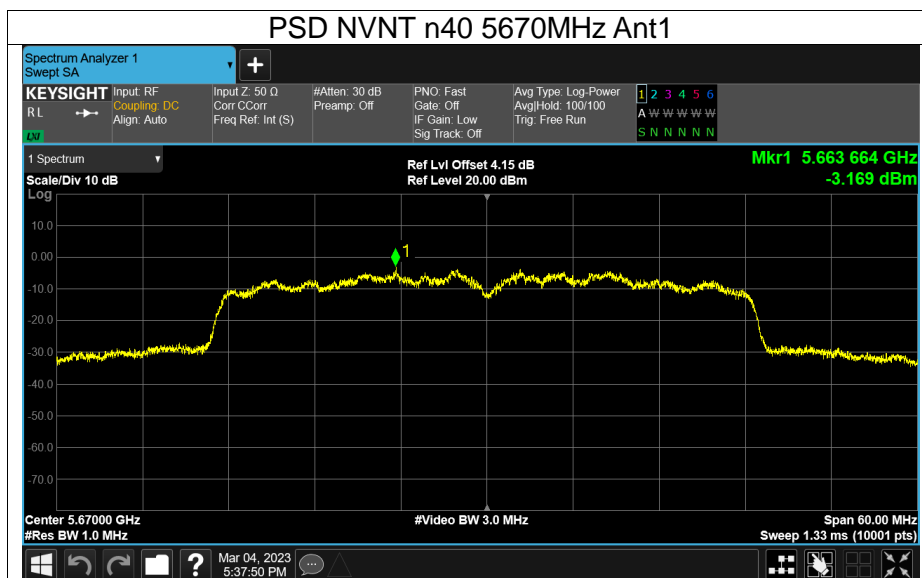 PSD NVNT n40 5670MHz Ant1
Spectrum Analyzer 1
Swept SA
+
KEYSIGHT
R L
LXI
Input: RF
Coupling: DC
Align: Auto
Input Z: 50 Ω
Corr CCorr
Freq Ref: Int (S)
#Atten: 30 dB
Preamp: Off
PNO: Fast
Gate: Off
IF Gain: Low
Sig Track: Off
Avg Type: Log-Power
Avg|Hold: 100/100
Trig: Free Run
1 2 3 4 5 6
A W W W W W
S N N N N N
1 Spectrum
Scale/Div 10 dB
Log
Ref Lvl Offset 4.15 dB
Ref Level 20.00 dBm
Mkr1 5.663 664 GHz
-3.169 dBm
10.0
0.00
-10.0
-20.0
-30.0
-40.0
-50.0
-60.0
-70.0
1
Center 5.67000 GHz
#Res BW 1.0 MHz
#Video BW 3.0 MHz
Span 60.00 MHz
Sweep 1.33 ms (10001 pts)
?
Mar 04, 2023
5:37:50 PM
...